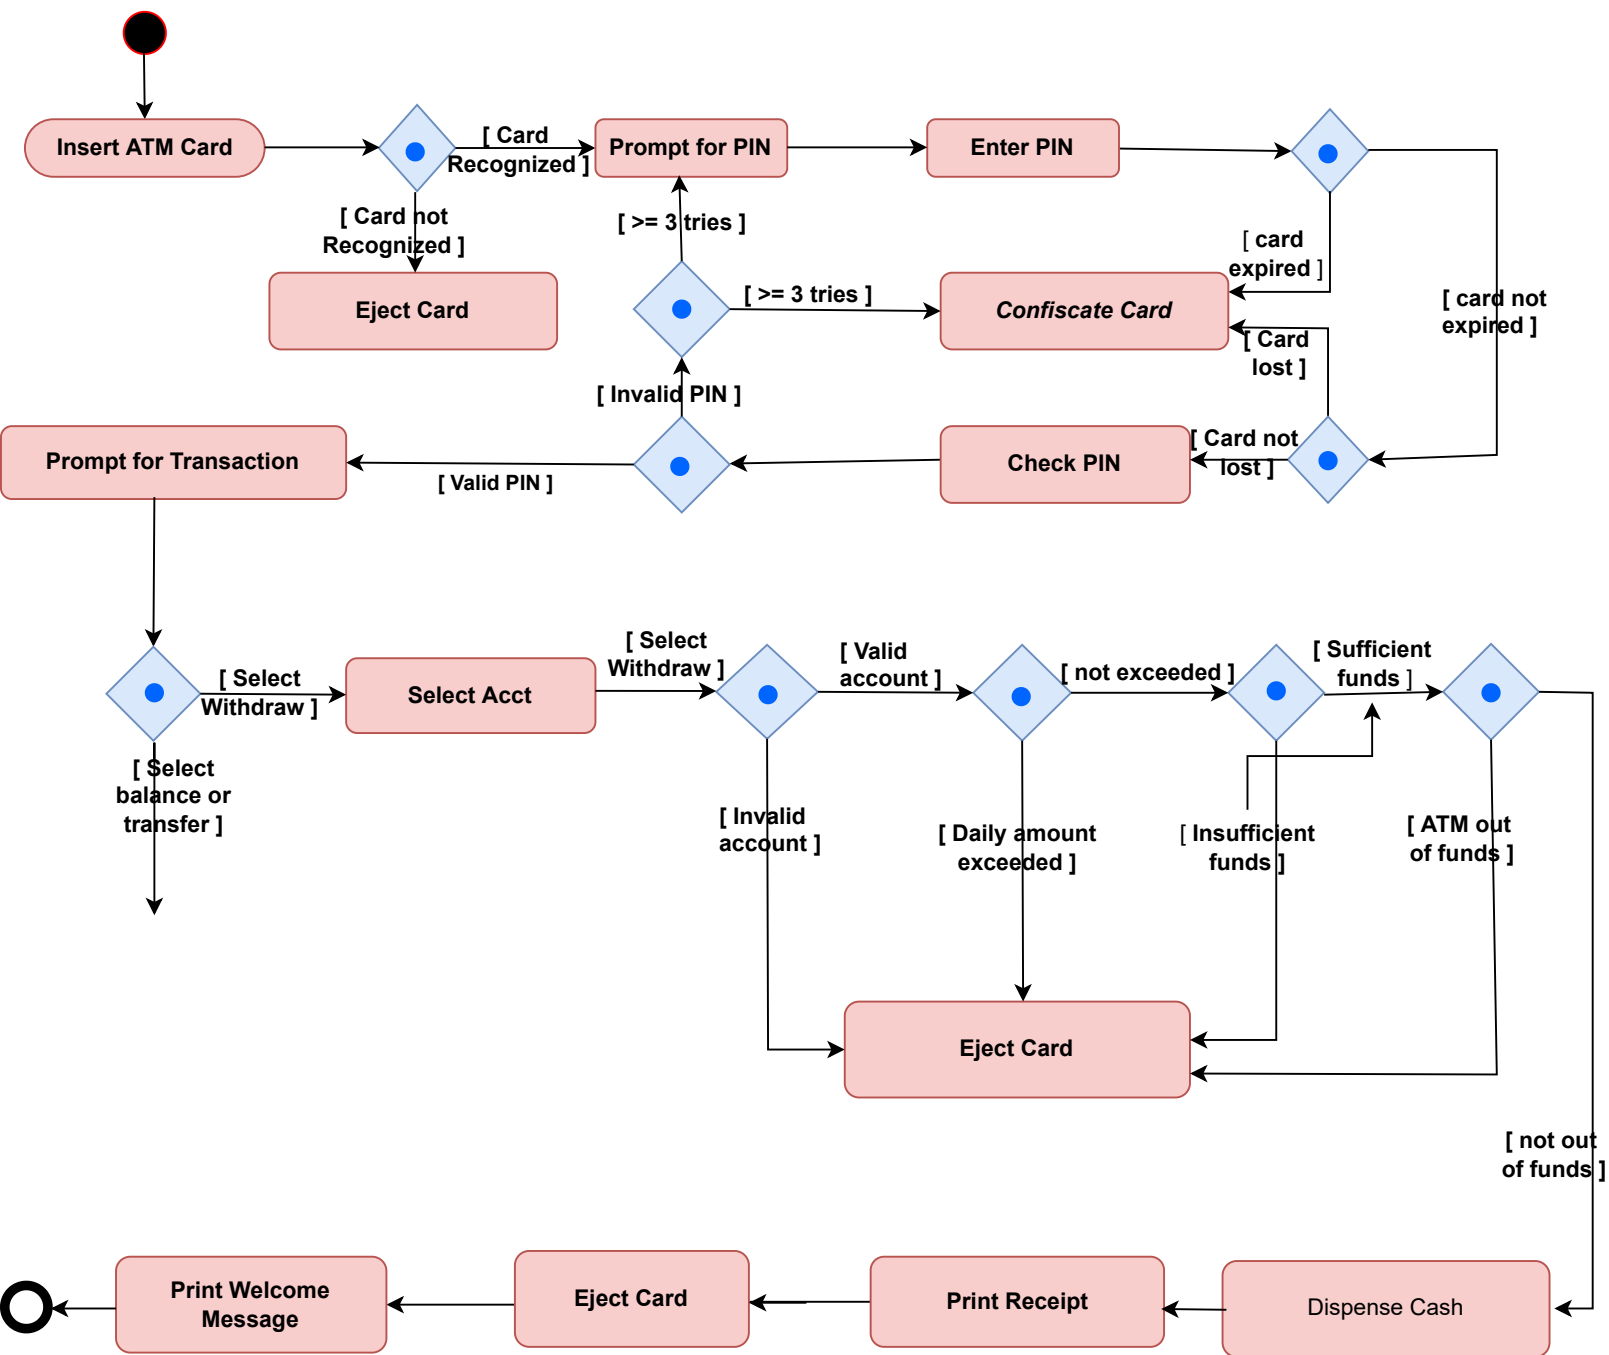 Insert ATM Card
[ Card
Recognized ]
Prompt for PIN
Enter PIN
[ Card not
Recognized ]
[ >= 3 tries ]
[ card
expired ]
Eject Card
[ >= 3 tries ]
Confiscate Card
[ card not
expired ]
[ Card
lost ]
[ Invalid PIN ]
Prompt for Transaction
[ Valid PIN ]
Check PIN
[ Card not
lost ]
[ Select
Withdraw ]
Select Acct
[ Select
Withdraw ]
[ Valid
account ]
[ not exceeded ]
[ Sufficient
funds ]
[ Select
balance or
transfer ]
[ Invalid
account ]
[ Daily amount
exceeded ]
[ Insufficient
funds ]
[ ATM out
of funds ]
Eject Card
[ not out
of funds ]
Print Welcome
Message
Eject Card
Print Receipt
Dispense Cash